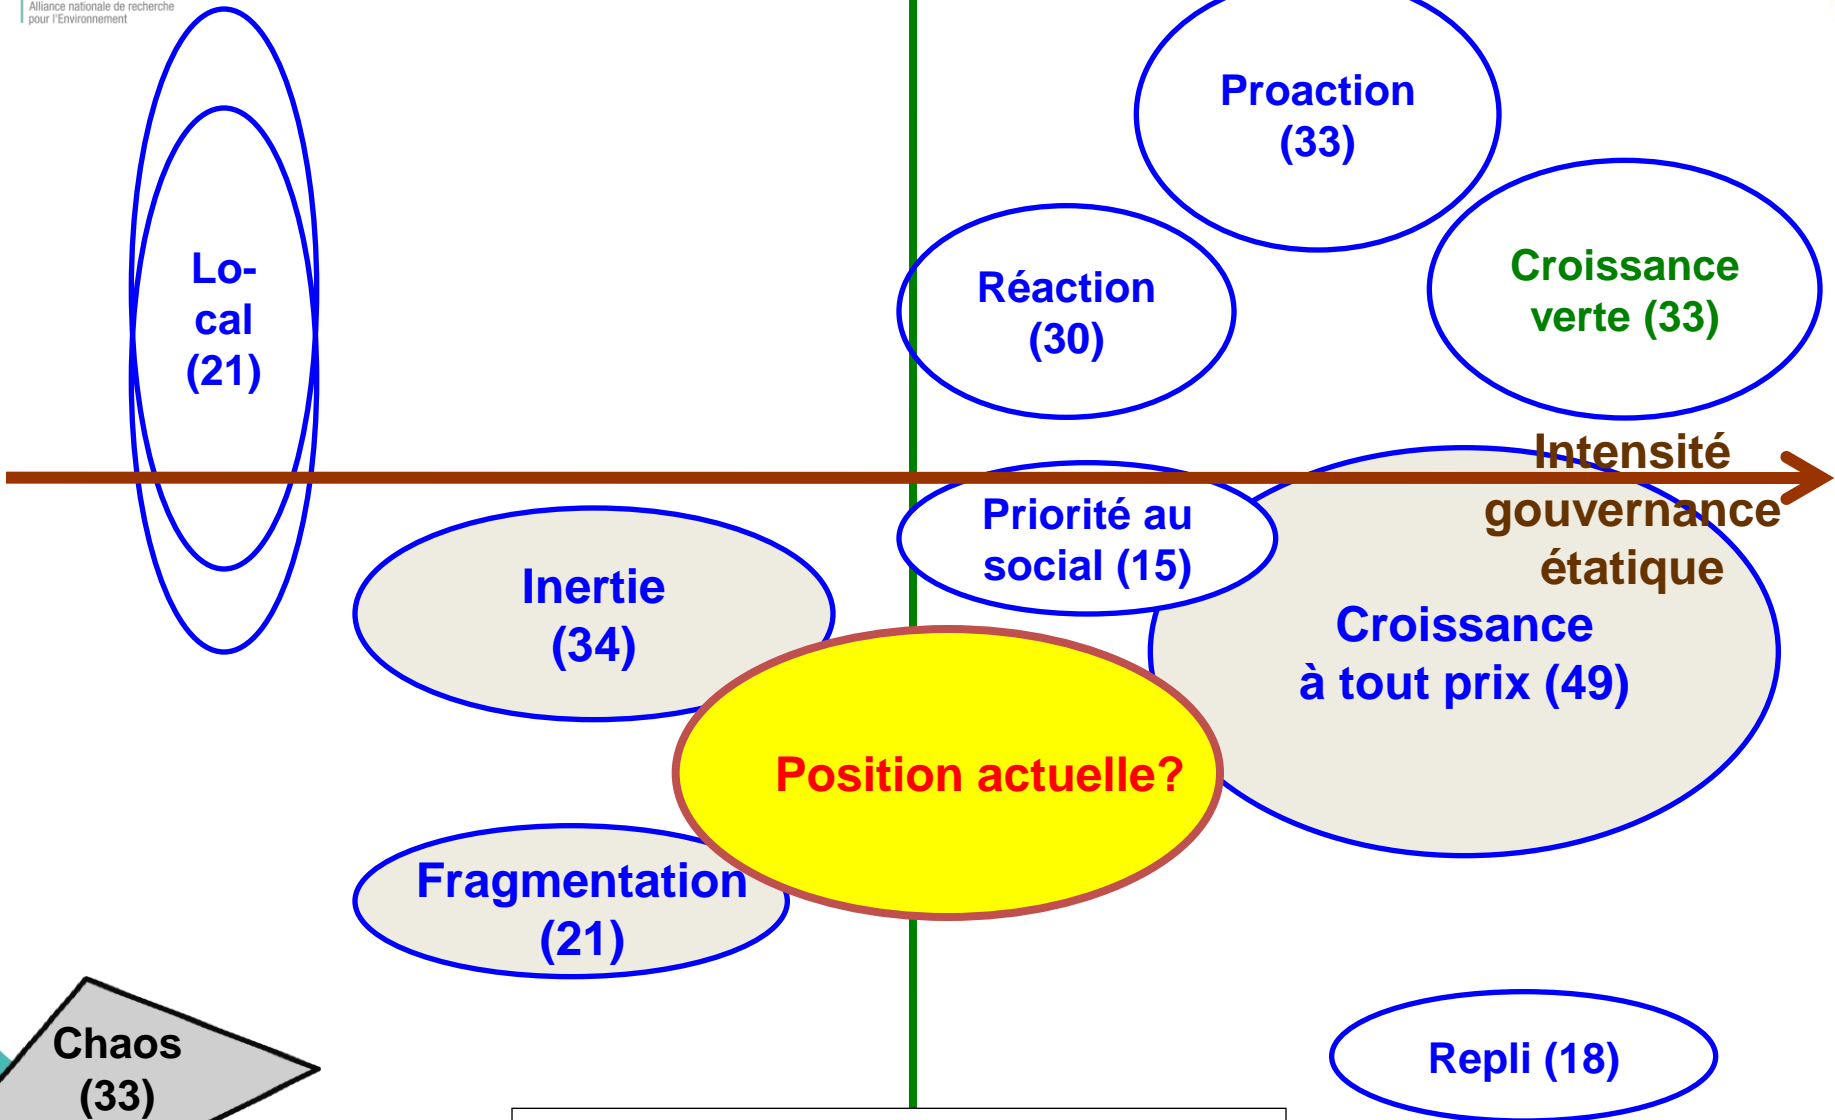 Alliance nationale de recherche
pour l'Environnement
Proaction
(33)
Lo-
cal
(21)
Réaction
(30)
Croissance
verte (33)
Intensité
gouvernance
étatique
Priorité au
social (15)
Inertie
(34)
Croissance
à tout prix (49)
Position actuelle?
Fragmentation
(21)
Chaos
(33)
Repli (18)